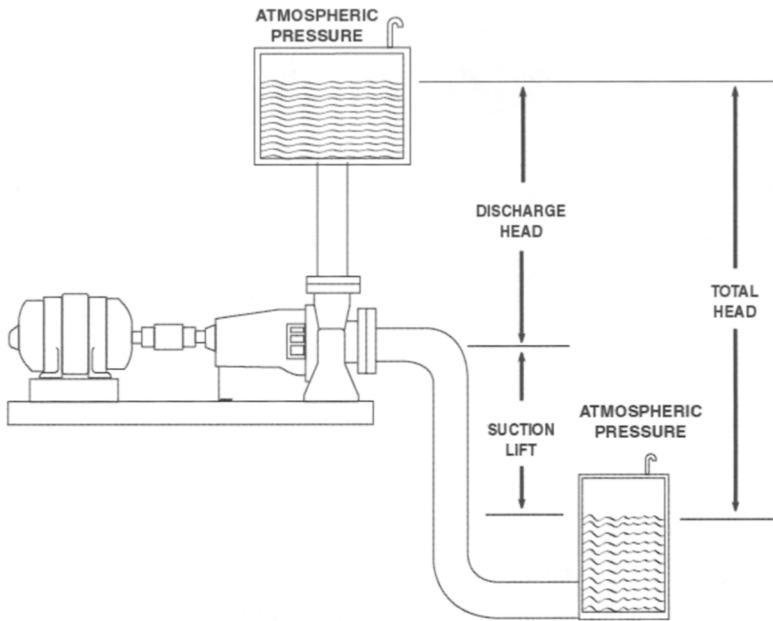 ATMOSPHERIC
PRESSURE
DISCHARGE
HEAD
TOTAL
HEAD
SUCTION
LIFT
ATMOSPHERIC
PRESSURE